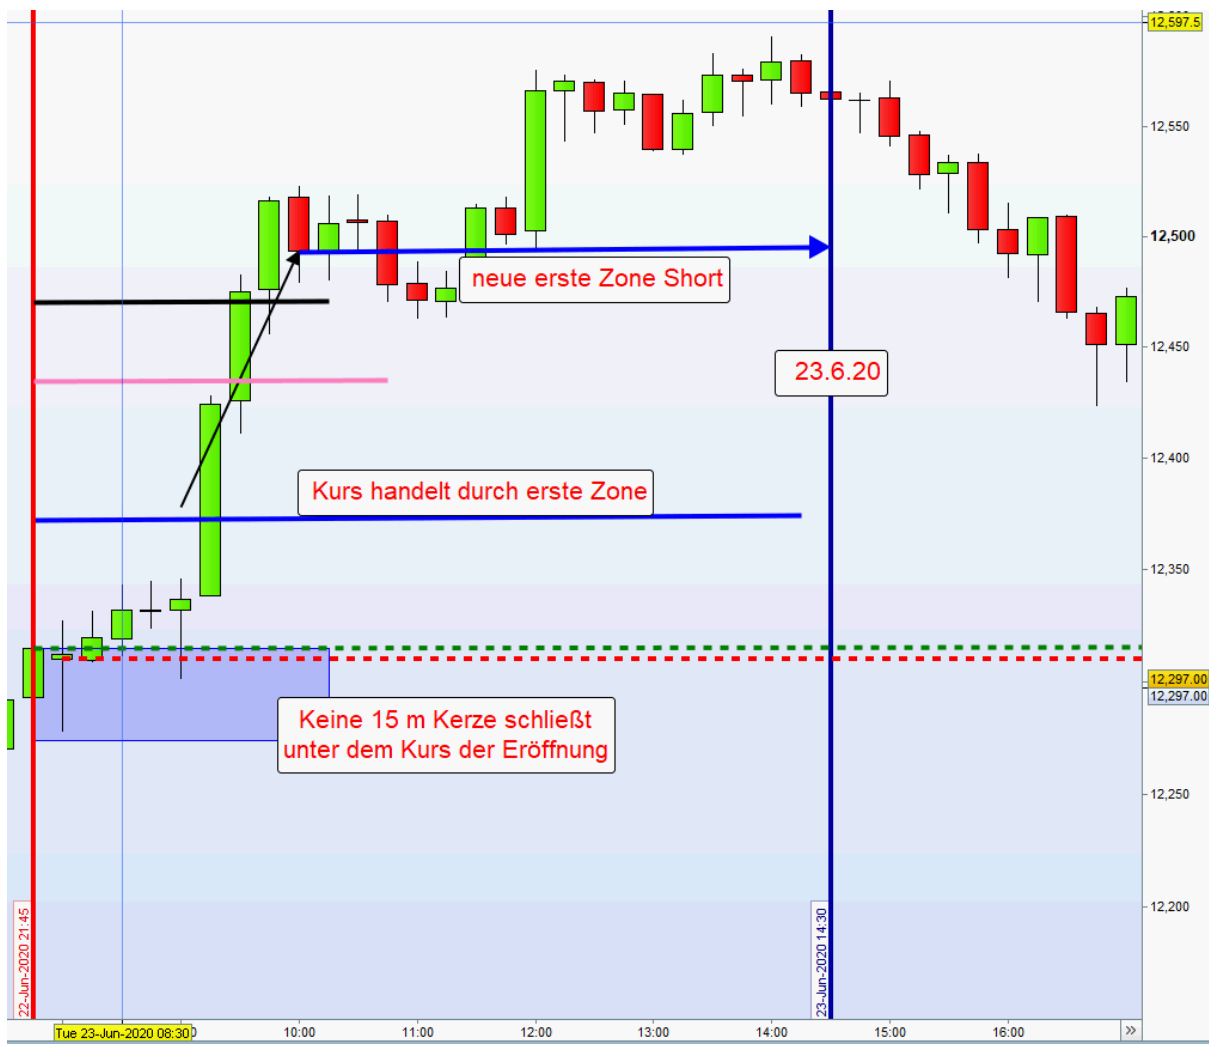 12,597.5
12,550
12,500
neue erste Zone Short
12,450
23.6.20
12,400
Kurs handelt durch erste Zone
12,350
12,297.00
12,297.00
Keine 15 m Kerze schließt
unter dem Kurs der Eröffnung
12,250
12,200
22-Jun-2020 21:45
23-Jun-2020 14:30
Tue 23-Jun-2020 08:30
10:00
11:00
12:00
13:00
14:00
15:00
16:00
»